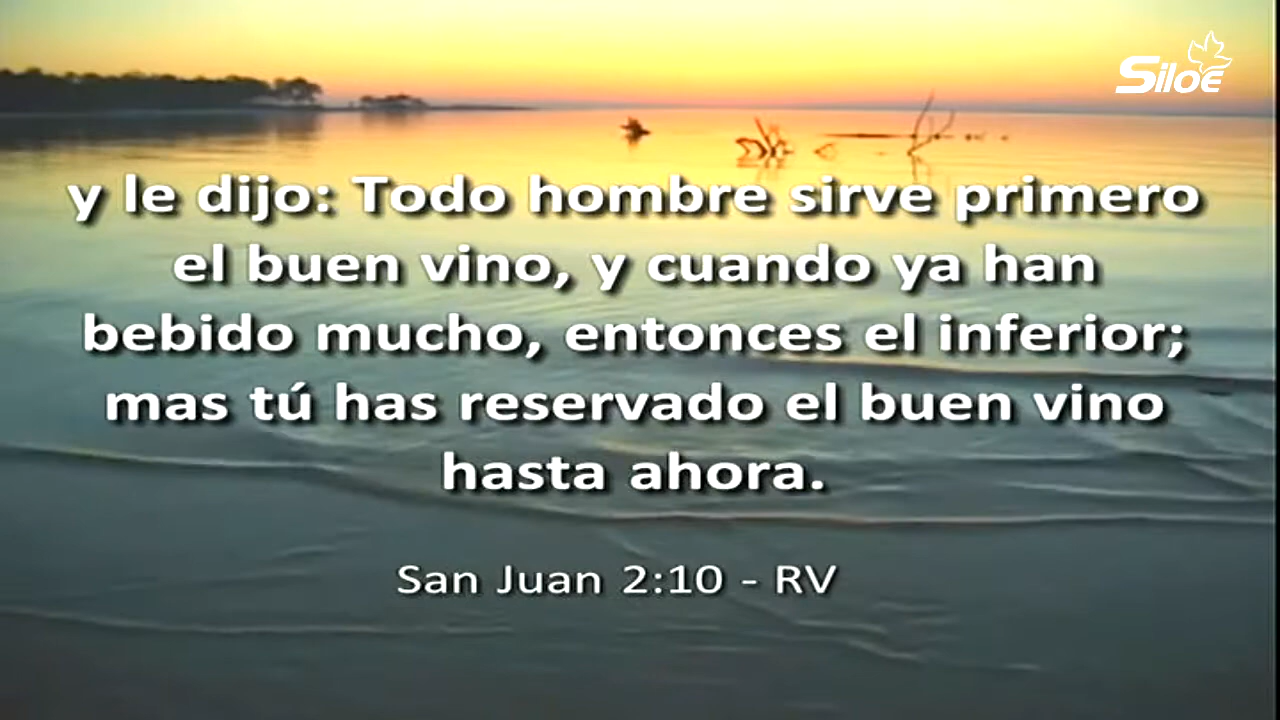 Siloé
y le dijo: Todo hombre sirve primero
el buen vino, y cuando ya han
bebido mucho, entonces el inferior;
mas tú has reservado el buen vino
hasta ahora.
San Juan 2:10 - RV